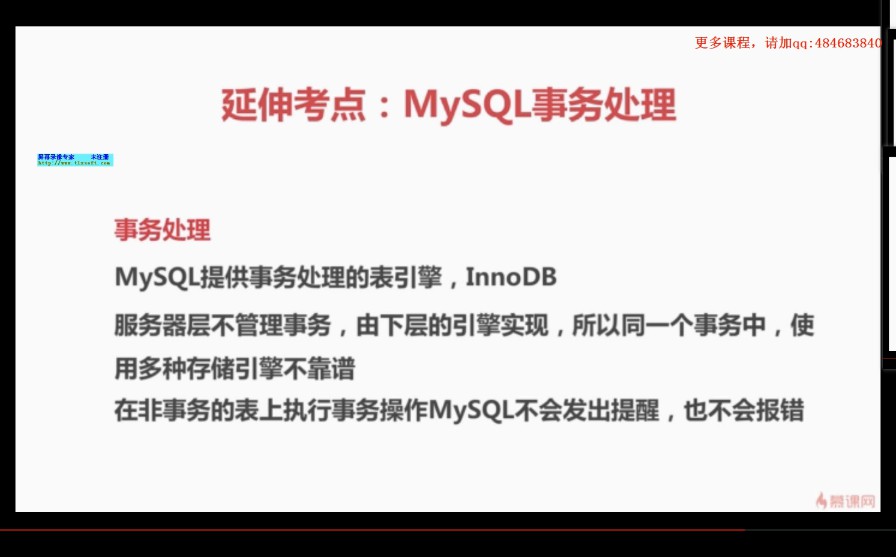 更多课程，请加qq:484683840
延伸考点：MySQL事务处理
屏幕录像专家 未注册
事务处理
MySQL提供事务处理的表引擎，InnoDB
服务器层不管理事务，由下层的引擎实现，所以同一个事务中，使
用多种存储引擎不靠谱
在非事务的表上执行事务操作MySQL不会发出提醒，也不会报错
慕课网